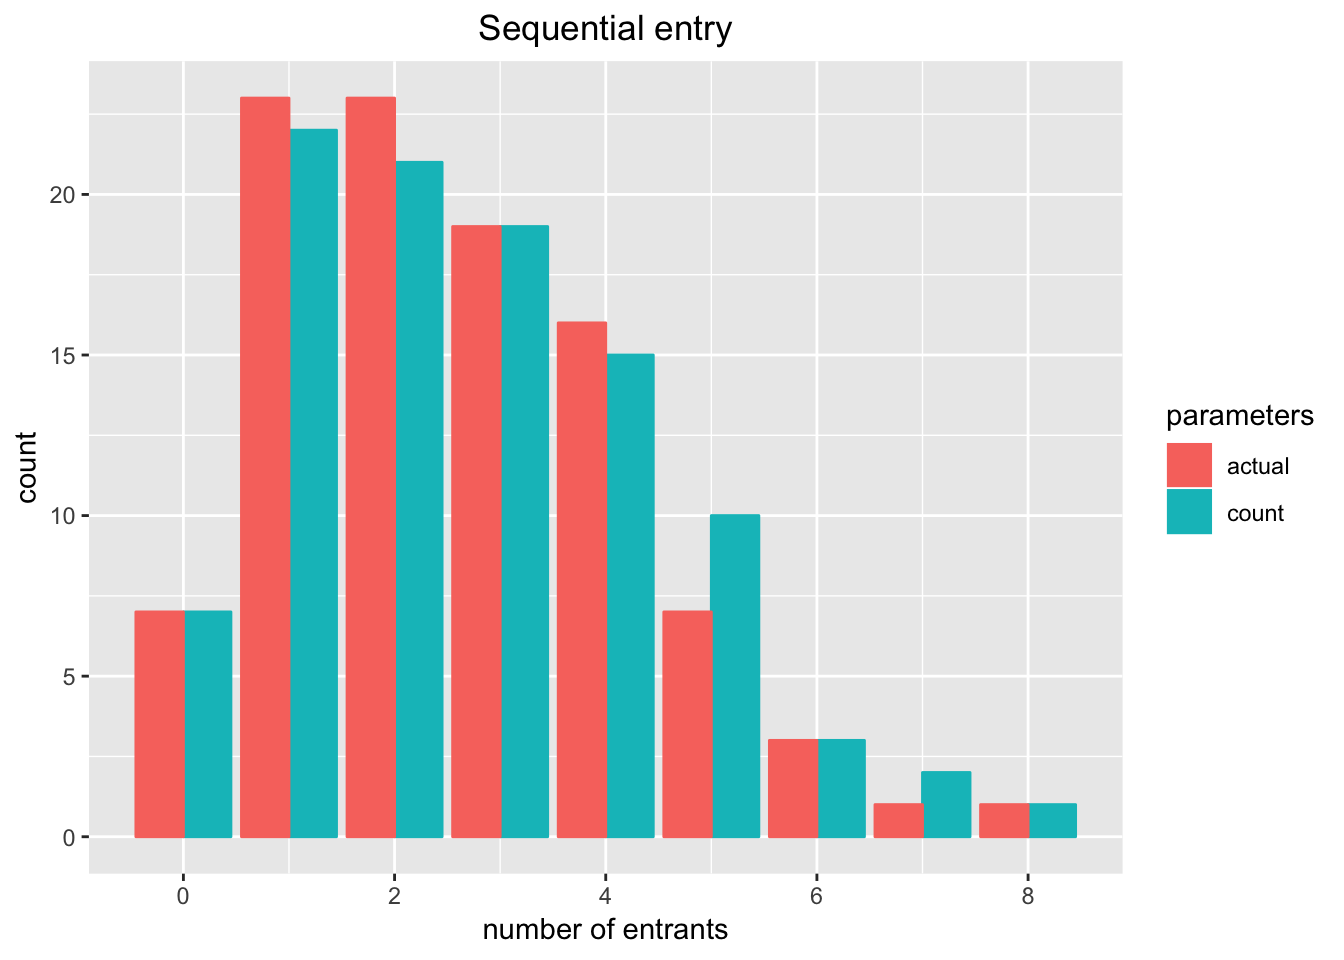 Sequential entry
count
20
15
10
5
0
0 2 4 6 8
number of entrants
parameters
actual
count